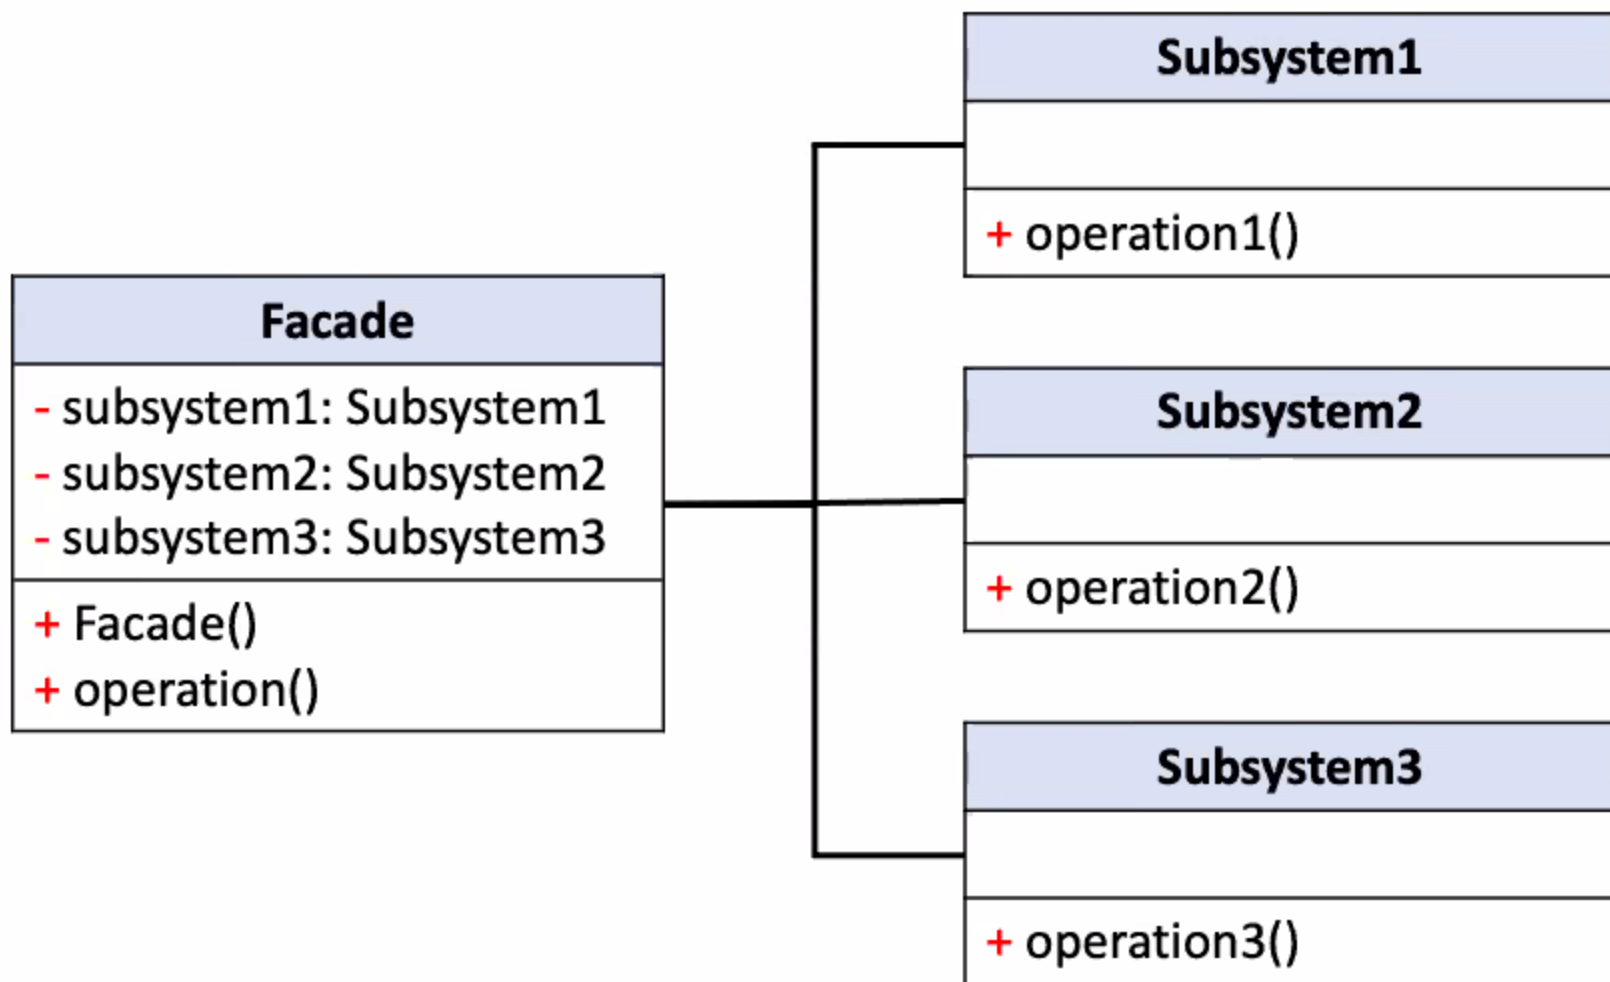 Facade
- subsystem1: Subsystem1
- subsystem2: Subsystem2
- subsystem3: Subsystem3
+ Facade()
+ operation()
Subsystem1
+ operation1()
Subsystem2
+ operation2()
Subsystem3
+ operation3()